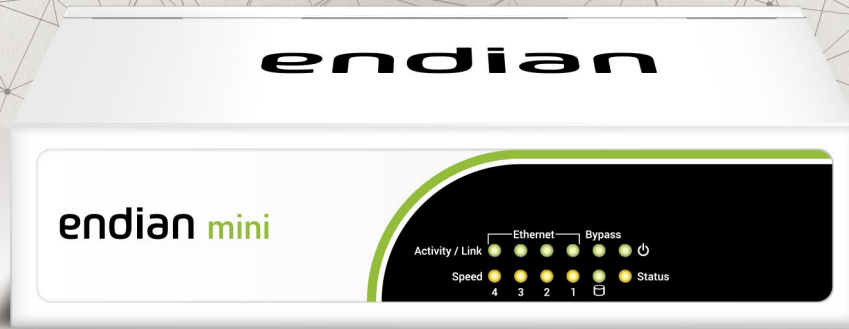 endian
endian mini
Ethernet Bypass
Activity / Link
Speed Status
4 3 2 1